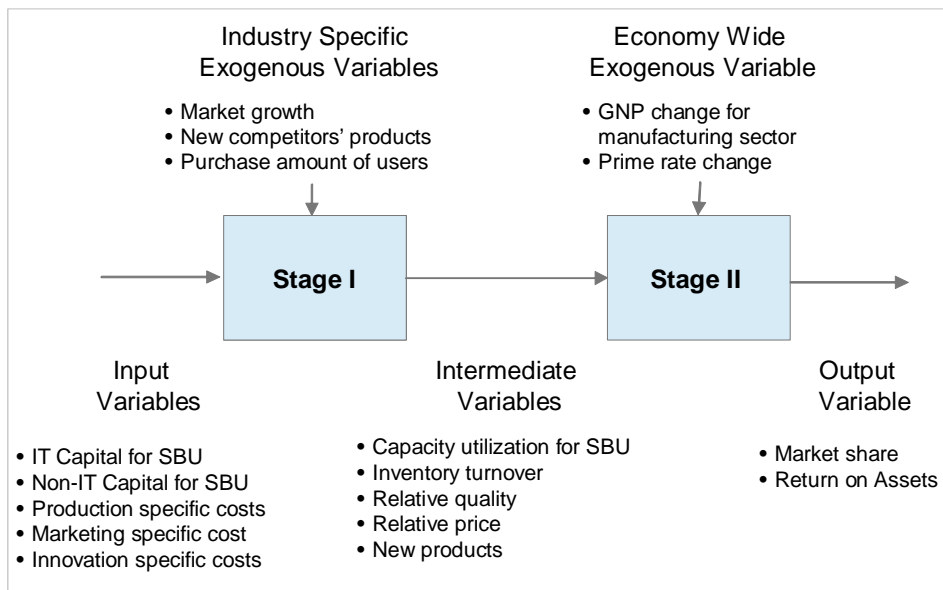 Industry Specific
Exogenous Variables
• Market growth
• New competitors' products
• Purchase amount of users
Economy Wide
Exogenous Variable
• GNP change for
manufacturing sector
• Prime rate change
Stage I
Stage II
Input
Variables
• IT Capital for SBU
• Non-IT Capital for SBU
• Production specific costs
• Marketing specific cost
• Innovation specific costs
Intermediate
Variables
• Capacity utilization for SBU
• Inventory turnover
• Relative quality
• Relative price
• New products
Output
Variable
• Market share
• Return on Assets